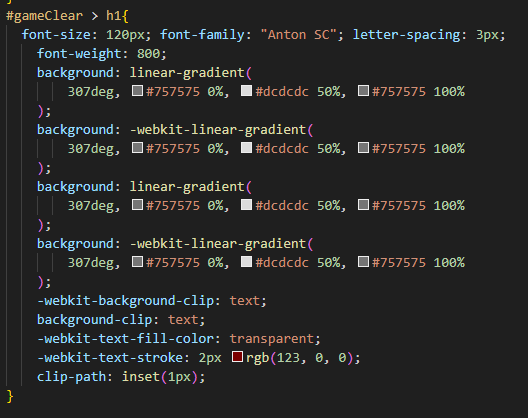 }
#gameClear > h1{
font-size: 120px; font-family: "Anton SC"; letter-spacing: 3px;
font-weight: 800;
background: linear-gradient(
307deg, #757575 0%, #dcdcdc 50%, #757575 100%
);
background: -webkit-linear-gradient(
307deg, #757575 0%, #dcdcdc 50%, #757575 100%
);
background: linear-gradient(
307deg, #757575 0%, #dcdcdc 50%, #757575 100%
);
background: -webkit-linear-gradient(
307deg, #757575 0%, #dcdcdc 50%, #757575 100%
);
-webkit-background-clip: text;
background-clip: text;
-webkit-text-fill-color: transparent;
-webkit-text-stroke: 2px rgb(123, 0, 0);
clip-path: inset(1px);
}